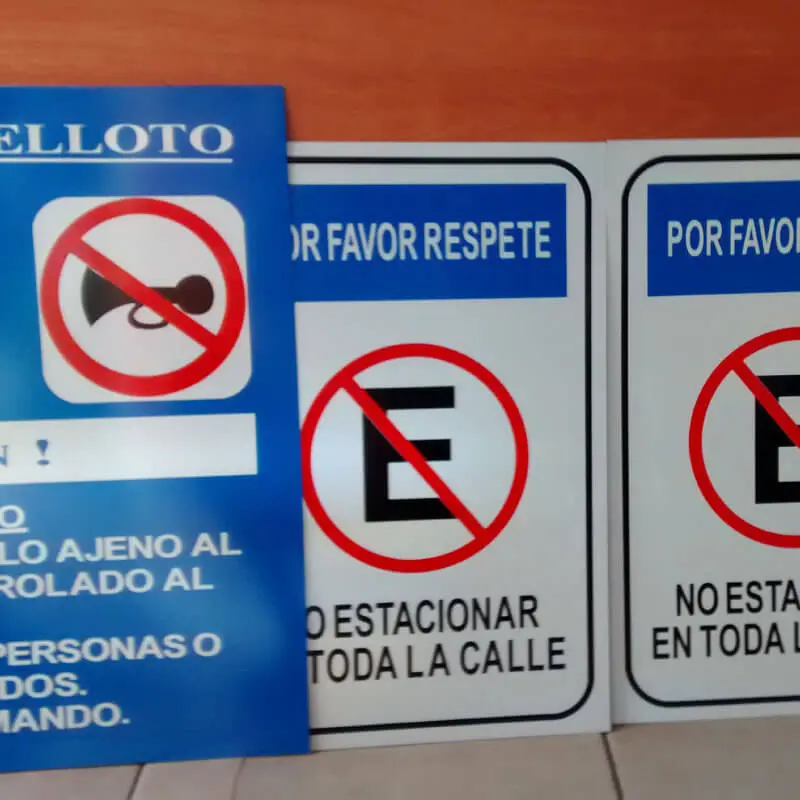 ELLOTO
N !
O
LO AJENO AL
ROLADO AL
PERSONAS O
DOS.
MANDO.
OR FAVOR RESPETE
E
O ESTACIONAR
TODA LA CALLE
POR FAVO
E
NO ESTA
EN TODA L